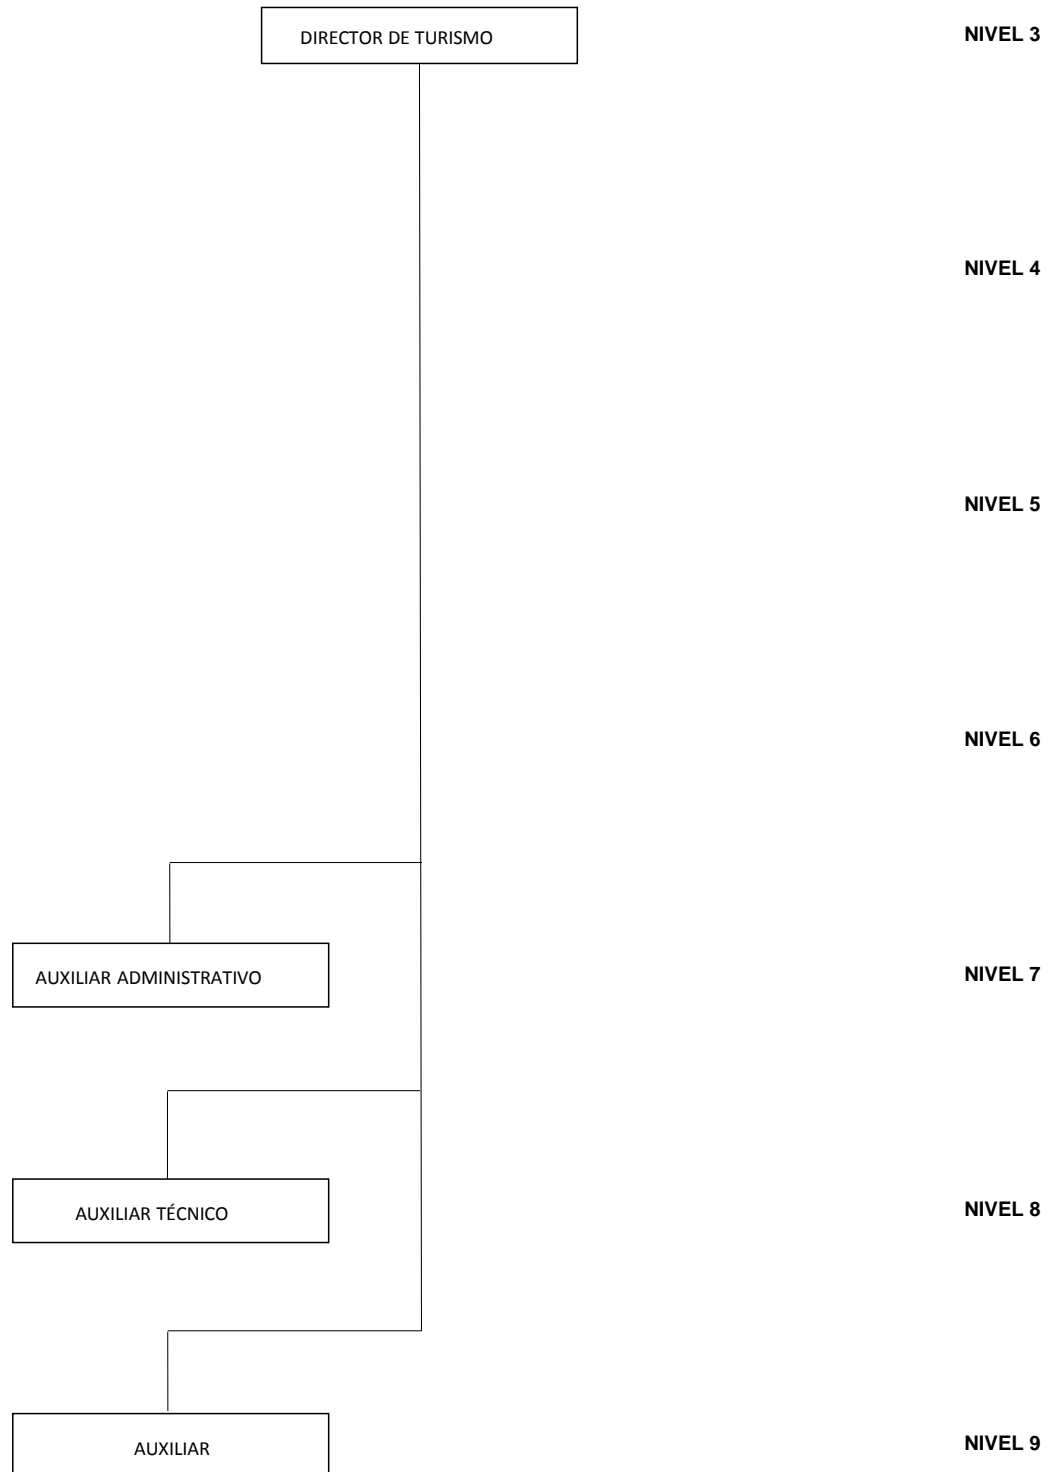 DIRECTOR DE TURISMO
NIVEL 3
NIVEL 4
NIVEL 5
NIVEL 6
AUXILIAR ADMINISTRATIVO
NIVEL 7
AUXILIAR TÉCNICO
NIVEL 8
AUXILIAR
NIVEL 9